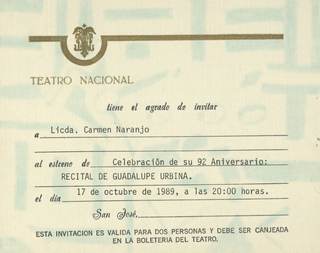 TEATRO NACIONAL
tiene el agrado de invitar
a Licda. Carmen Naranjo
al estreno de Celebración de su 92 Aniversario:
RECITAL DE GUADALUPE URBINA.
el día 17 de octubre de 1989, a las 20:00 horas.
San José,
ESTA INVITACION ES VALIDA PARA DOS PERSONAS Y DEBE SER CANJEADA
EN LA BOLETERIA DEL TEATRO.